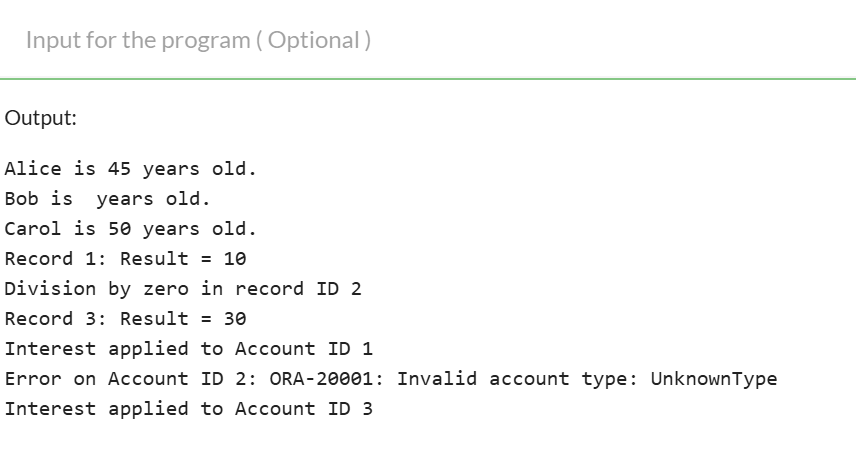 Input for the program ( Optional )
Output:
Alice is 45 years old.
Bob is  years old.
Carol is 50 years old.
Record 1: Result = 10
Division by zero in record ID 2
Record 3: Result = 30
Interest applied to Account ID 1
Error on Account ID 2: ORA-20001: Invalid account type: UnknownType
Interest applied to Account ID 3